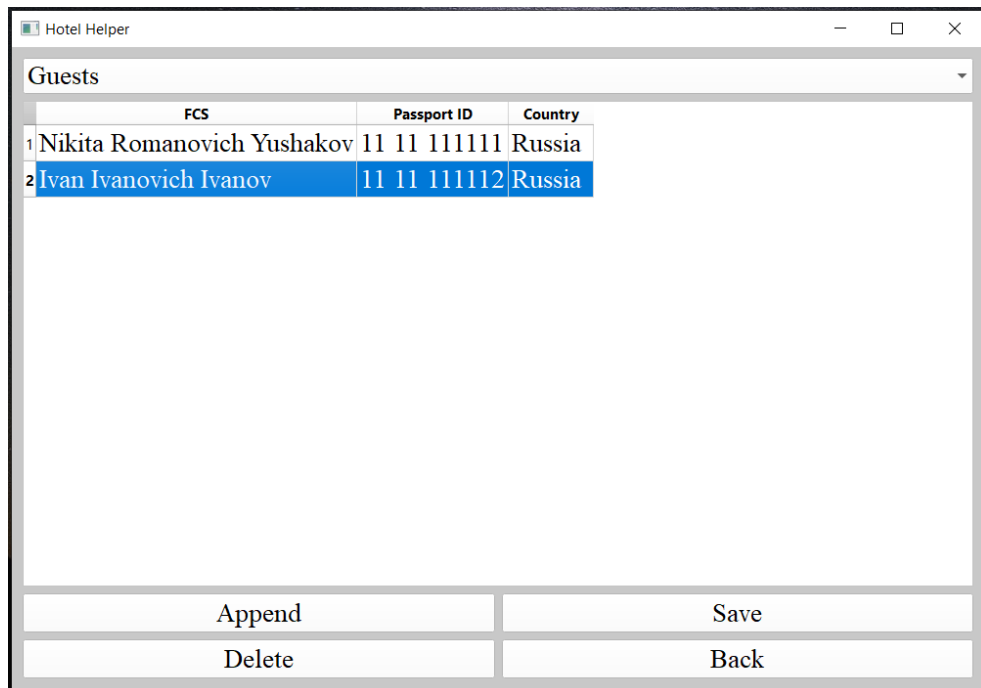 Hotel Helper
Guests
FCS Passport ID Country
1 Nikita Romanovich Yushakov 11 11 111111 Russia
2 Ivan Ivanovich Ivanov 11 11 111112 Russia
Append Save
Delete Back